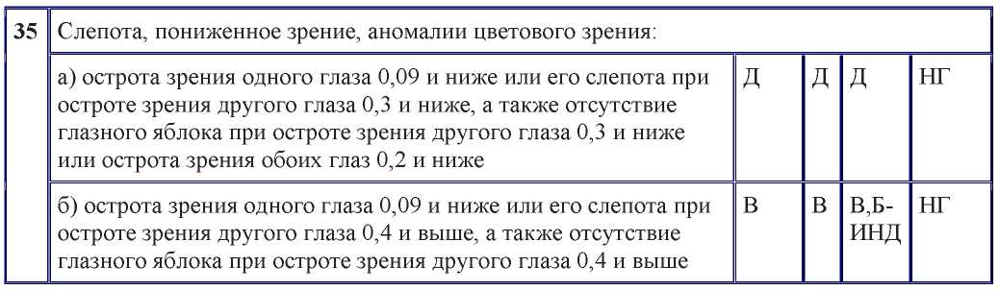 35 Слепота, пониженное зрение, аномалии цветового зрения:
а) острота зрения одного глаза 0,09 и ниже или его слепота при Д Д Д НГ
остроте зрения другого глаза 0,3 и ниже, а также отсутствие
глазного яблока при остроте зрения другого глаза 0,3 и ниже
или острота зрения обоих глаз 0,2 и ниже
б) острота зрения одного глаза 0,09 и ниже или его слепота при В В В,Б- НГ
остроте зрения другого глаза 0,4 и выше, а также отсутствие ИНД
глазного яблока при остроте зрения другого глаза 0,4 и выше